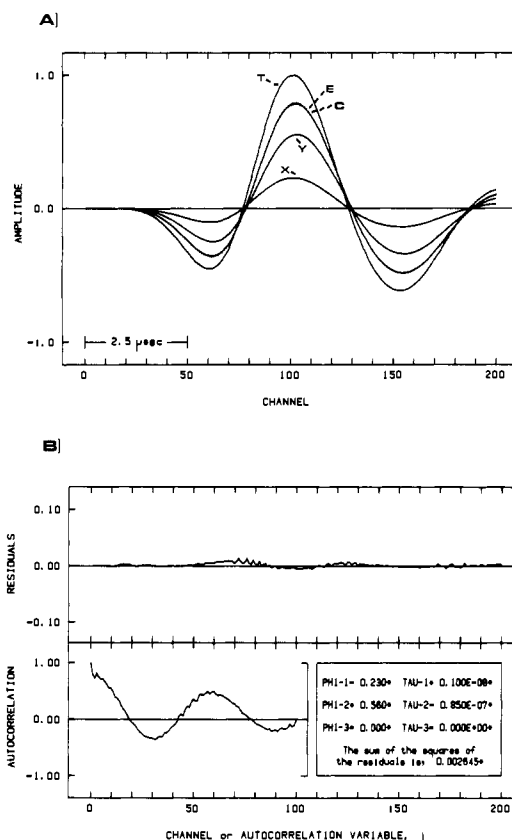 A]
T
E
C
Y
X
1.0
0.0
-1.0
AMPLITUDE
2.5 µsec
0 50 100 150 200
CHANNEL
B]
0.10
0.00
-0.10
RESIDUALS
1.00
0.00
-1.00
AUTOCORRELATION
PHI-1= 0.230* TAU-1= 0.100E-08*
PHI-2= 0.560* TAU-2= 0.850E-07*
PHI-3= 0.000* TAU-3= 0.000E+00*
The sum of the squares of
the residuals is: 0.002645*
0 50 100 150 200
CHANNEL or AUTOCORRELATION VARIABLE,